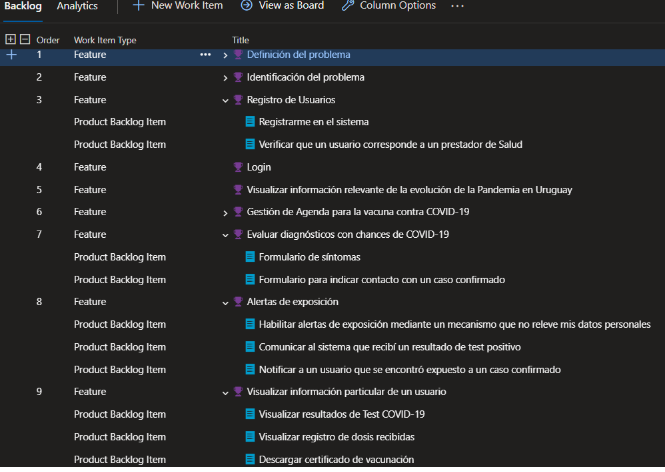 Backlog Analytics New Work Item View as Board Column Options
Order Work Item Type Title
1 Feature Definición del problema
2 Feature Identificación del problema
3 Feature Registro de Usuarios
Product Backlog Item Registrarme en el sistema
Product Backlog Item Verificar que un usuario corresponde a un prestador de Salud
4 Feature Login
5 Feature Visualizar información relevante de la evolución de la Pandemia en Uruguay
6 Feature Gestión de Agenda para la vacuna contra COVID-19
7 Feature Evaluar diagnósticos con chances de COVID-19
Product Backlog Item Formulario de síntomas
Product Backlog Item Formulario para indicar contacto con un caso confirmado
8 Feature Alertas de exposición
Product Backlog Item Habilitar alertas de exposición mediante un mecanismo que no releve mis datos personales
Product Backlog Item Comunicar al sistema que recibí un resultado de test positivo
Product Backlog Item Notificar a un usuario que se encontró expuesto a un caso confirmado
9 Feature Visualizar información particular de un usuario
Product Backlog Item Visualizar resultados de Test COVID-19
Product Backlog Item Visualizar registro de dosis recibidas
Product Backlog Item Descargar certificado de vacunación